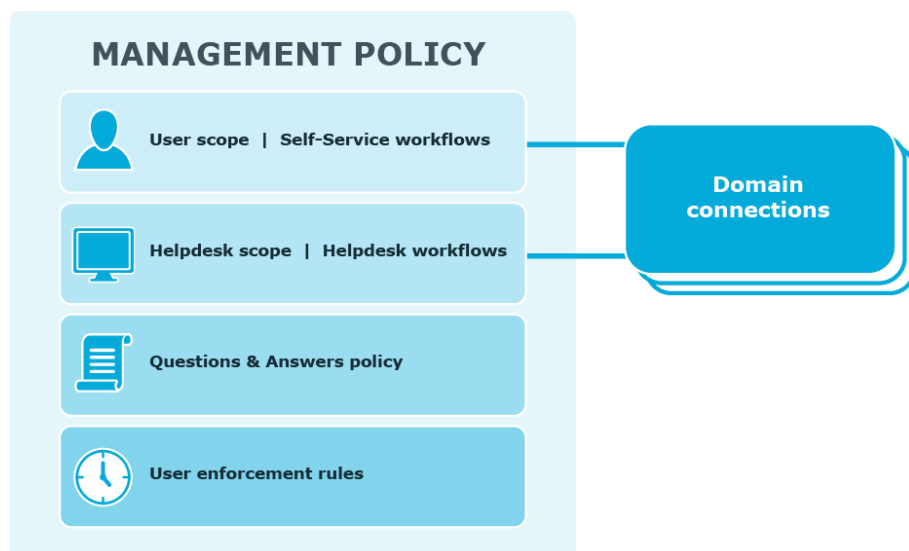 MANAGEMENT POLICY
User scope | Self-Service workflows
Helpdesk scope | Helpdesk workflows
Questions & Answers policy
User enforcement rules
Domain
connections